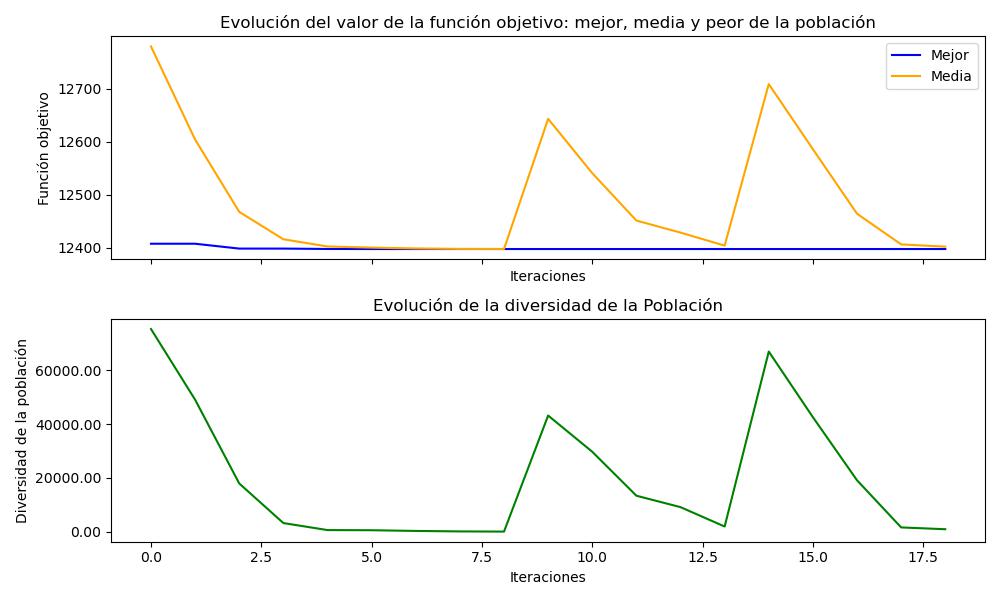 Evolución del valor de la función objetivo: mejor, media y peor de la población
Función objetivo
12700
12600
12500
12400
Mejor
Media
Iteraciones
Evolución de la diversidad de la Población
Diversidad de la población
60000.00
40000.00
20000.00
0.00
0.0 2.5 5.0 7.5 10.0 12.5 15.0 17.5
Iteraciones